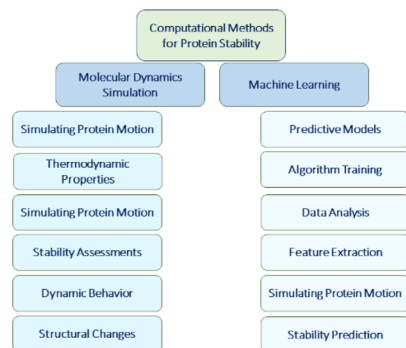 Computational Methods
for Protein Stability
Molecular Dynamics
Simulation
Machine Learning
Simulating Protein Motion
Thermodynamic
Properties
Simulating Protein Motion
Stability Assessments
Dynamic Behavior
Structural Changes
Predictive Models
Algorithm Training
Data Analysis
Feature Extraction
Simulating Protein Motion
Stability Prediction